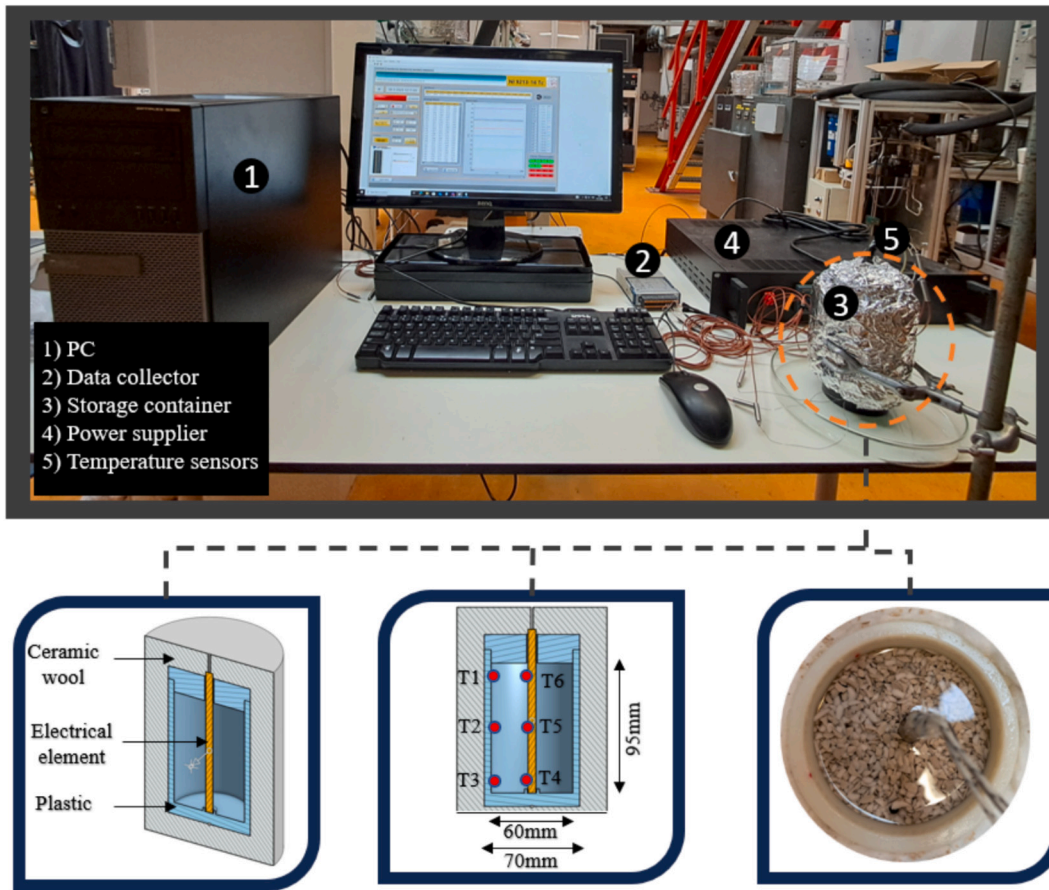 1
2
3
4
5
1) PC
2) Data collector
3) Storage container
4) Power supplier
5) Temperature sensors
Ceramic
wool
Electrical
element
Plastic
T1
T6
T2
T5
T3
T4
95mm
60mm
70mm